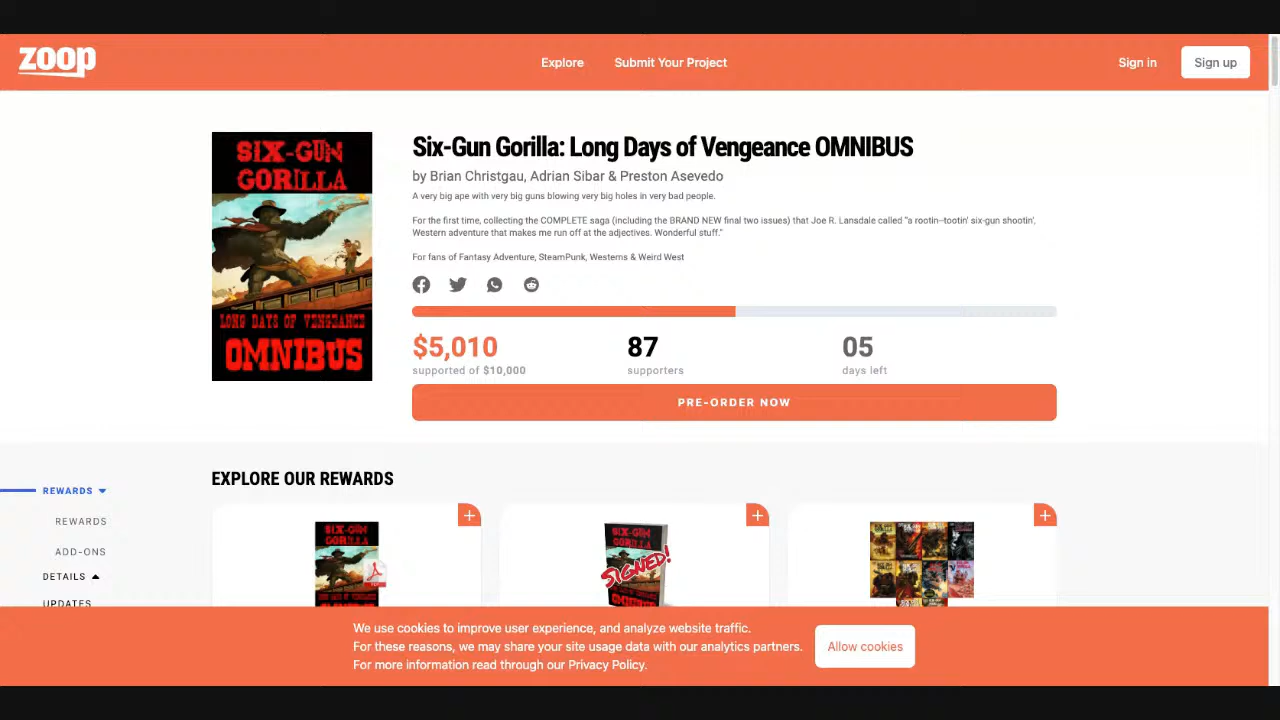 zoop
Explore
Submit Your Project
Sign in
Sign up
SIX-GUN
GORILLA
LONG DAYS OF VENGEANCE
OMNIBUS
Six-Gun Gorilla: Long Days of Vengeance OMNIBUS
by Brian Christgau, Adrian Sibar & Preston Asevedo
A very big ape with very big guns blowing very big holes in very bad people.
For the first time, collecting the COMPLETE saga (including the BRAND NEW final two issues) that Joe R. Lansdale called "a rootin–tootin' six-gun shootin',
Western adventure that makes me run off at the adjectives. Wonderful stuff."
For fans of Fantasy Adventure, SteamPunk, Westerns & Weird West
$5,010
supported of $10,000
87
supporters
05
days left
PRE-ORDER NOW
REWARDS
REWARDS
ADD-ONS
DETAILS
UPDATES
EXPLORE OUR REWARDS
SIX-GUN
GORILLA
LONG DAYS OF VENGEANCE
OMNIBUS
SIX-GUN
GORILLA
SIGNED!
We use cookies to improve user experience, and analyze website traffic.
For these reasons, we may share your site usage data with our analytics partners.
For more information read through our Privacy Policy.
Allow cookies